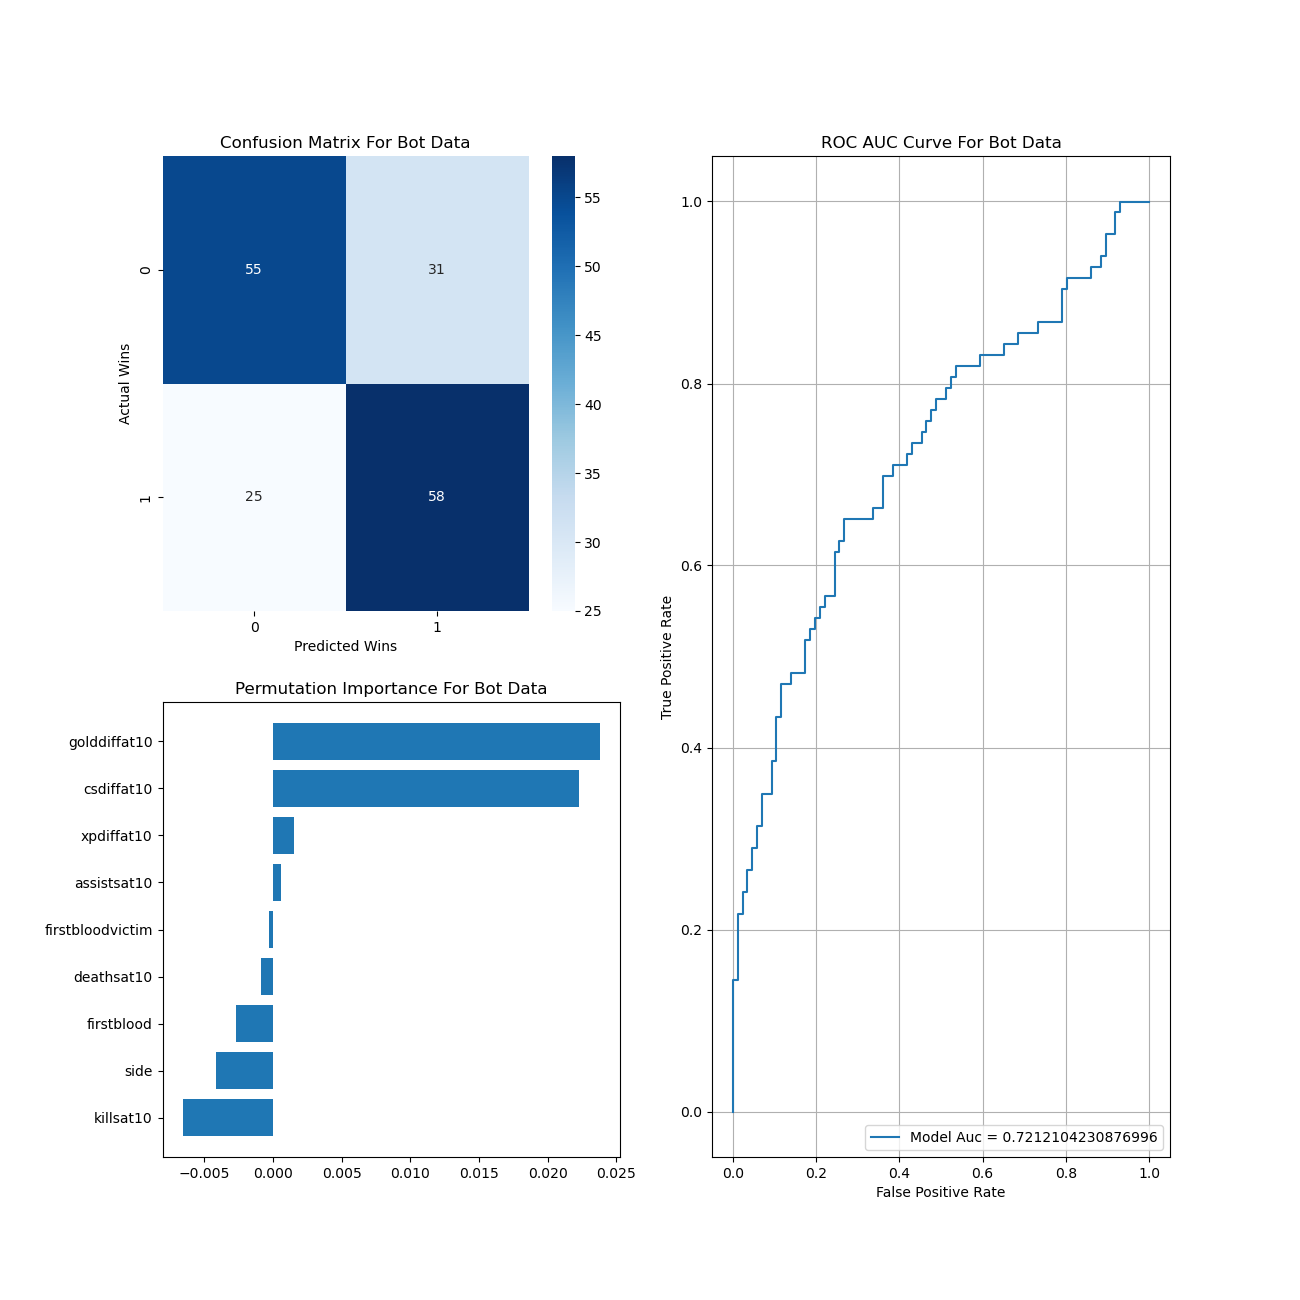 Confusion Matrix For Bot Data
55
31
25
58
0
1
Actual Wins
0
1
Predicted Wins
55
50
45
40
35
30
25
Permutation Importance For Bot Data
golddiffat10
csdiffat10
xpdiffat10
assistsat10
firstbloodvictim
deathsat10
firstblood
side
killsat10
−0.005 0.000 0.005 0.010 0.015 0.020 0.025
ROC AUC Curve For Bot Data
1.0
0.8
0.6
0.4
0.2
0.0
True Positive Rate
Model Auc = 0.7212104230876996
0.0 0.2 0.4 0.6 0.8 1.0
False Positive Rate